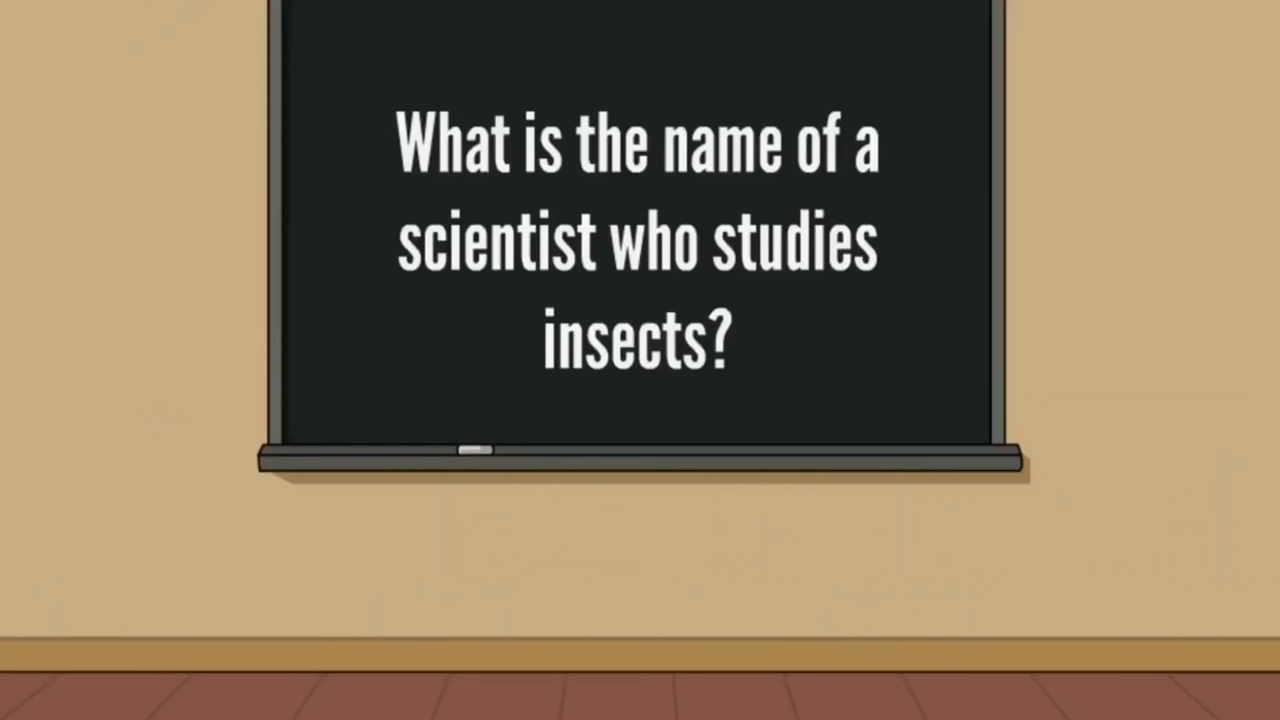 What is the name of a
scientist who studies
insects?